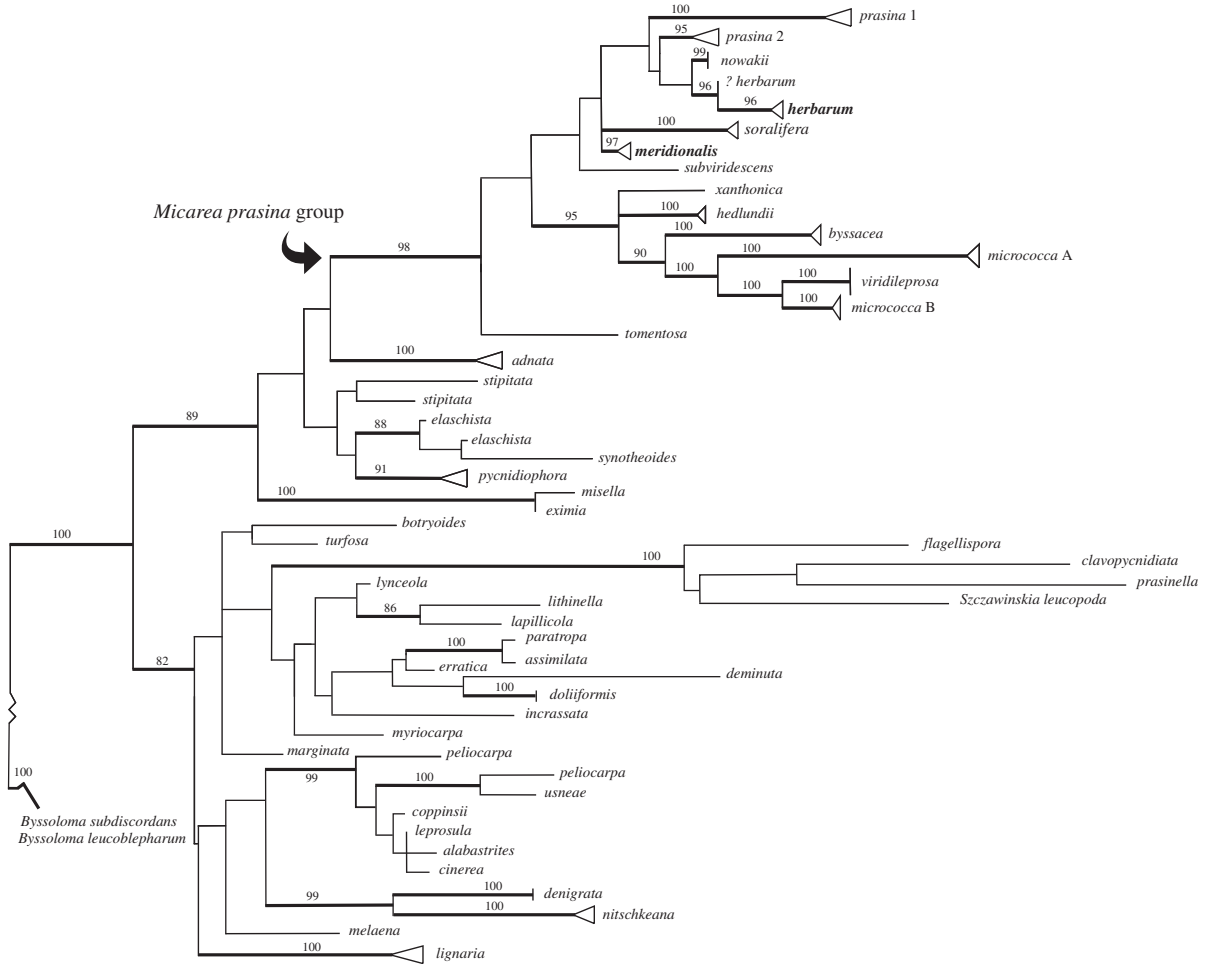 100
prasina 1
95
prasina 2
99
nowakii
? herbarum
96
96
herbarum
100
soralifera
97
meridionalis
subviridescens
xanthonica
Micarea prasina group
100
hedlundii
95
100
byssacea
98
90
100
micrococca A
100
100
viridileprosa
100
100
micrococca B
tomentosa
100
adnata
stipitata
stipitata
89
elaschista
88
elaschista
synotheoides
91
pycnidiophora
100
misella
eximia
botryoides
100
turfosa
flagellispora
100
clavopycnidiata
lynceola
prasinella
lithinella
Szczawinskia leucopoda
86
lapillicola
paratropa
100
assimilata
82
erratica
deminuta
100
doliiformis
incrassata
myriocarpa
marginata
peliocarpa
100
99
100
peliocarpa
usneae
coppinsii
Byssoloma subdiscordans
leprosula
Byssoloma leucoblepharum
alabastrites
cinerea
100
denigrata
99
100
nitschkeana
melaena
100
lignaria